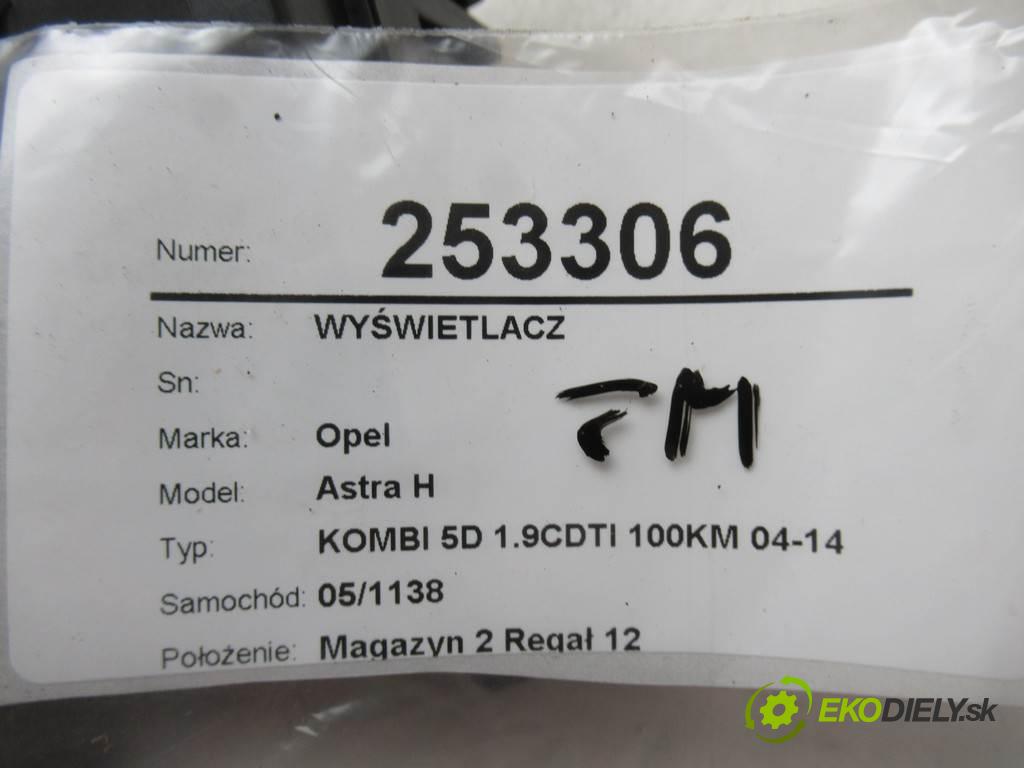 Numer: 253306
Nazwa: WYŚWIETLACZ
Sn:
Marka: Opel
Model: Astra H
Typ: KOMBI 5D 1.9CDTI 100KM 04-14
Samochód: 05/1138
Położenie: Magazyn 2 Regał 12
EKODIELY.sk